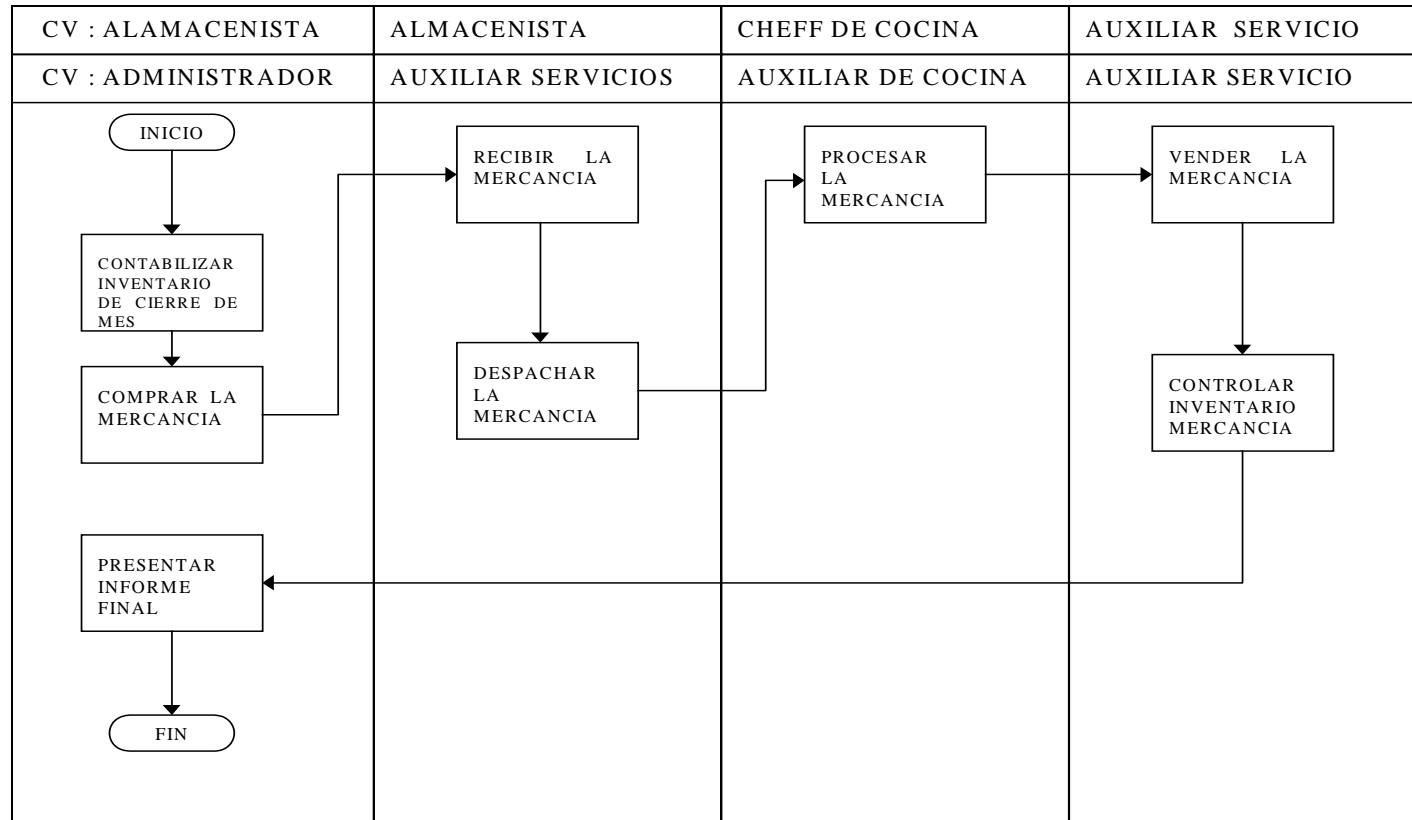 CV : ALAMACENISTA
ALMACENISTA
CHEFF DE COCINA
AUXILIAR SERVICIO
CV : ADMINISTRADOR
AUXILIAR SERVICIOS
AUXILIAR DE COCINA
AUXILIAR SERVICIO
INICIO
CONTABILIZAR
INVENTARIO
DE CIERRE DE
MES
COMPRAR LA
MERCANCIA
RECIBIR LA
MERCANCIA
DESPACHAR
LA
MERCANCIA
PROCESAR
LA
MERCANCIA
VENDER LA
MERCANCIA
CONTROLAR
INVENTARIO
MERCANCIA
PRESENTAR
INFORME
FINAL
FIN